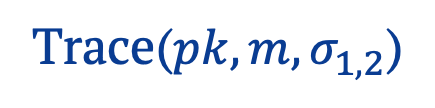 Trace(pk, m, σ₁,₂)